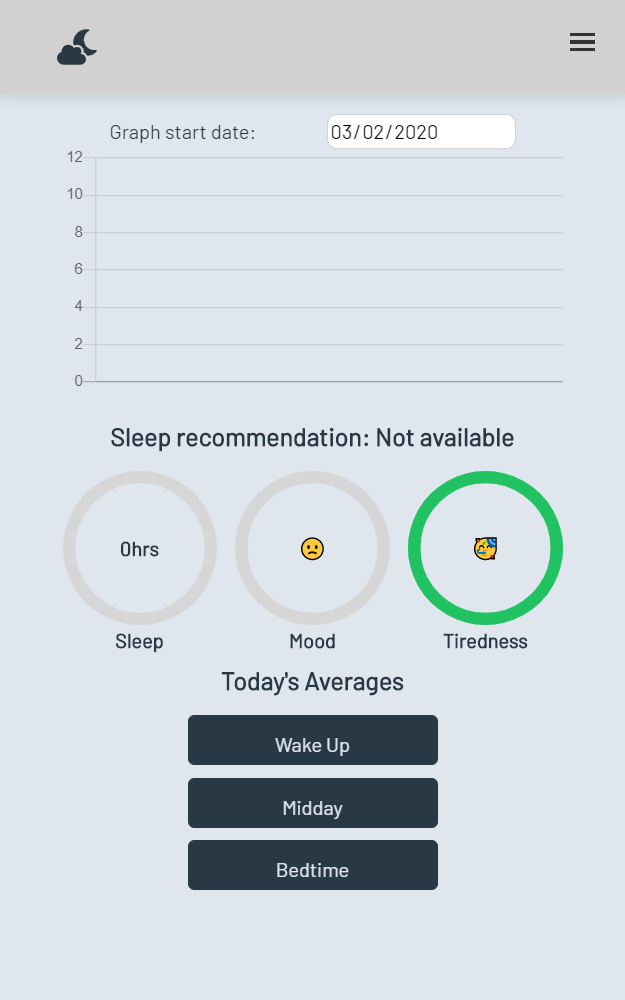 Graph start date: 03/02/2020
12
10
8
6
4
2
0
Sleep recommendation: Not available
0hrs
Sleep Mood Tiredness
Today's Averages
Wake Up
Midday
Bedtime